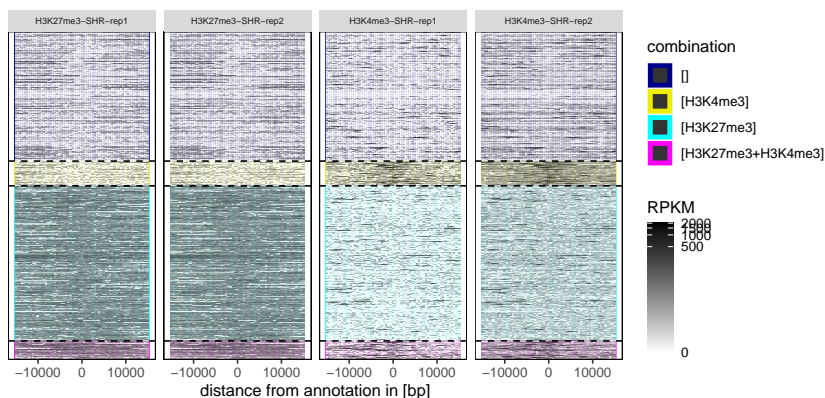 H3K27me3−SHR−rep1 H3K27me3−SHR−rep2 H3K4me3−SHR−rep1 H3K4me3−SHR−rep2
combination
[]
[H3K4me3]
[H3K27me3]
[H3K27me3+H3K4me3]
RPKM
2000
1500
1000
500
0
−10000 0 10000 −10000 0 10000 −10000 0 10000 −10000 0 10000
distance from annotation in [bp]